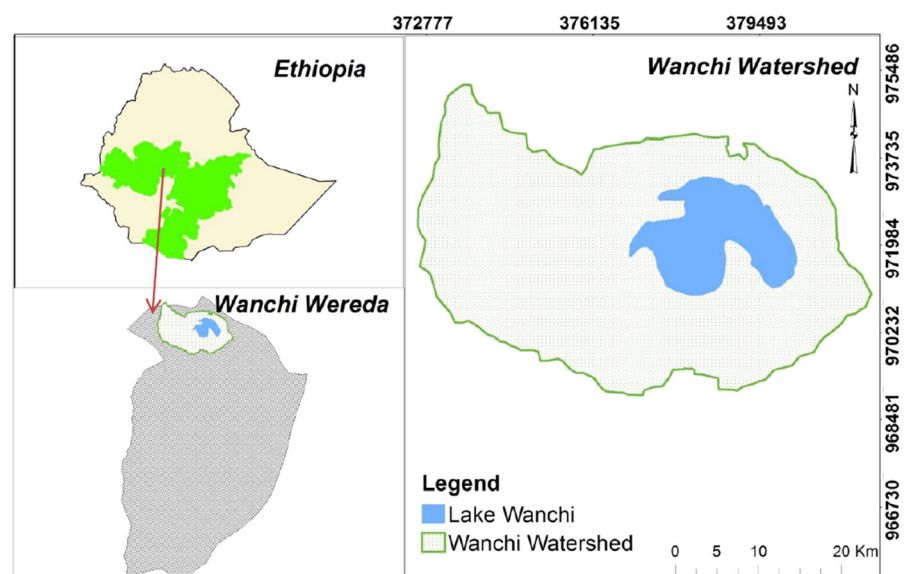 372777 376135 379493
Ethiopia
Wanchi Watershed
N
975486
973735
971984
970232
968481
966730
Wanchi Wereda
Legend
Lake Wanchi
Wanchi Watershed
0 5 10 20 Km